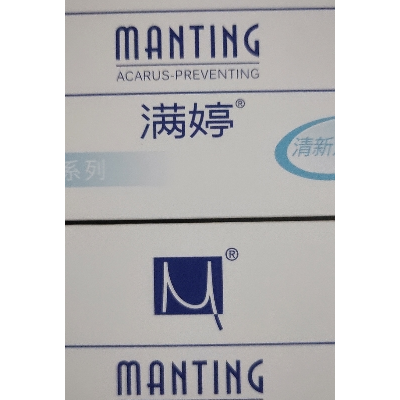 MANTING
ACARUS-PREVENTING
满婷®
系列
清新
®
MANTING